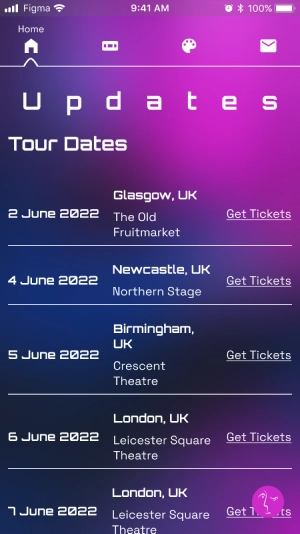 Figma 9:41 AM 100%
Home
Updates
Tour Dates
Glasgow, UK
2 June 2022
The Old
Fruitmarket
Get Tickets
Newcastle, UK
4 June 2022
Northern Stage
Get Tickets
Birmingham,
UK
5 June 2022
Crescent
Theatre
Get Tickets
London, UK
6 June 2022
Leicester Square
Theatre
Get Tickets
London, UK
7 June 2022
Leicester Square
Theatre
Get